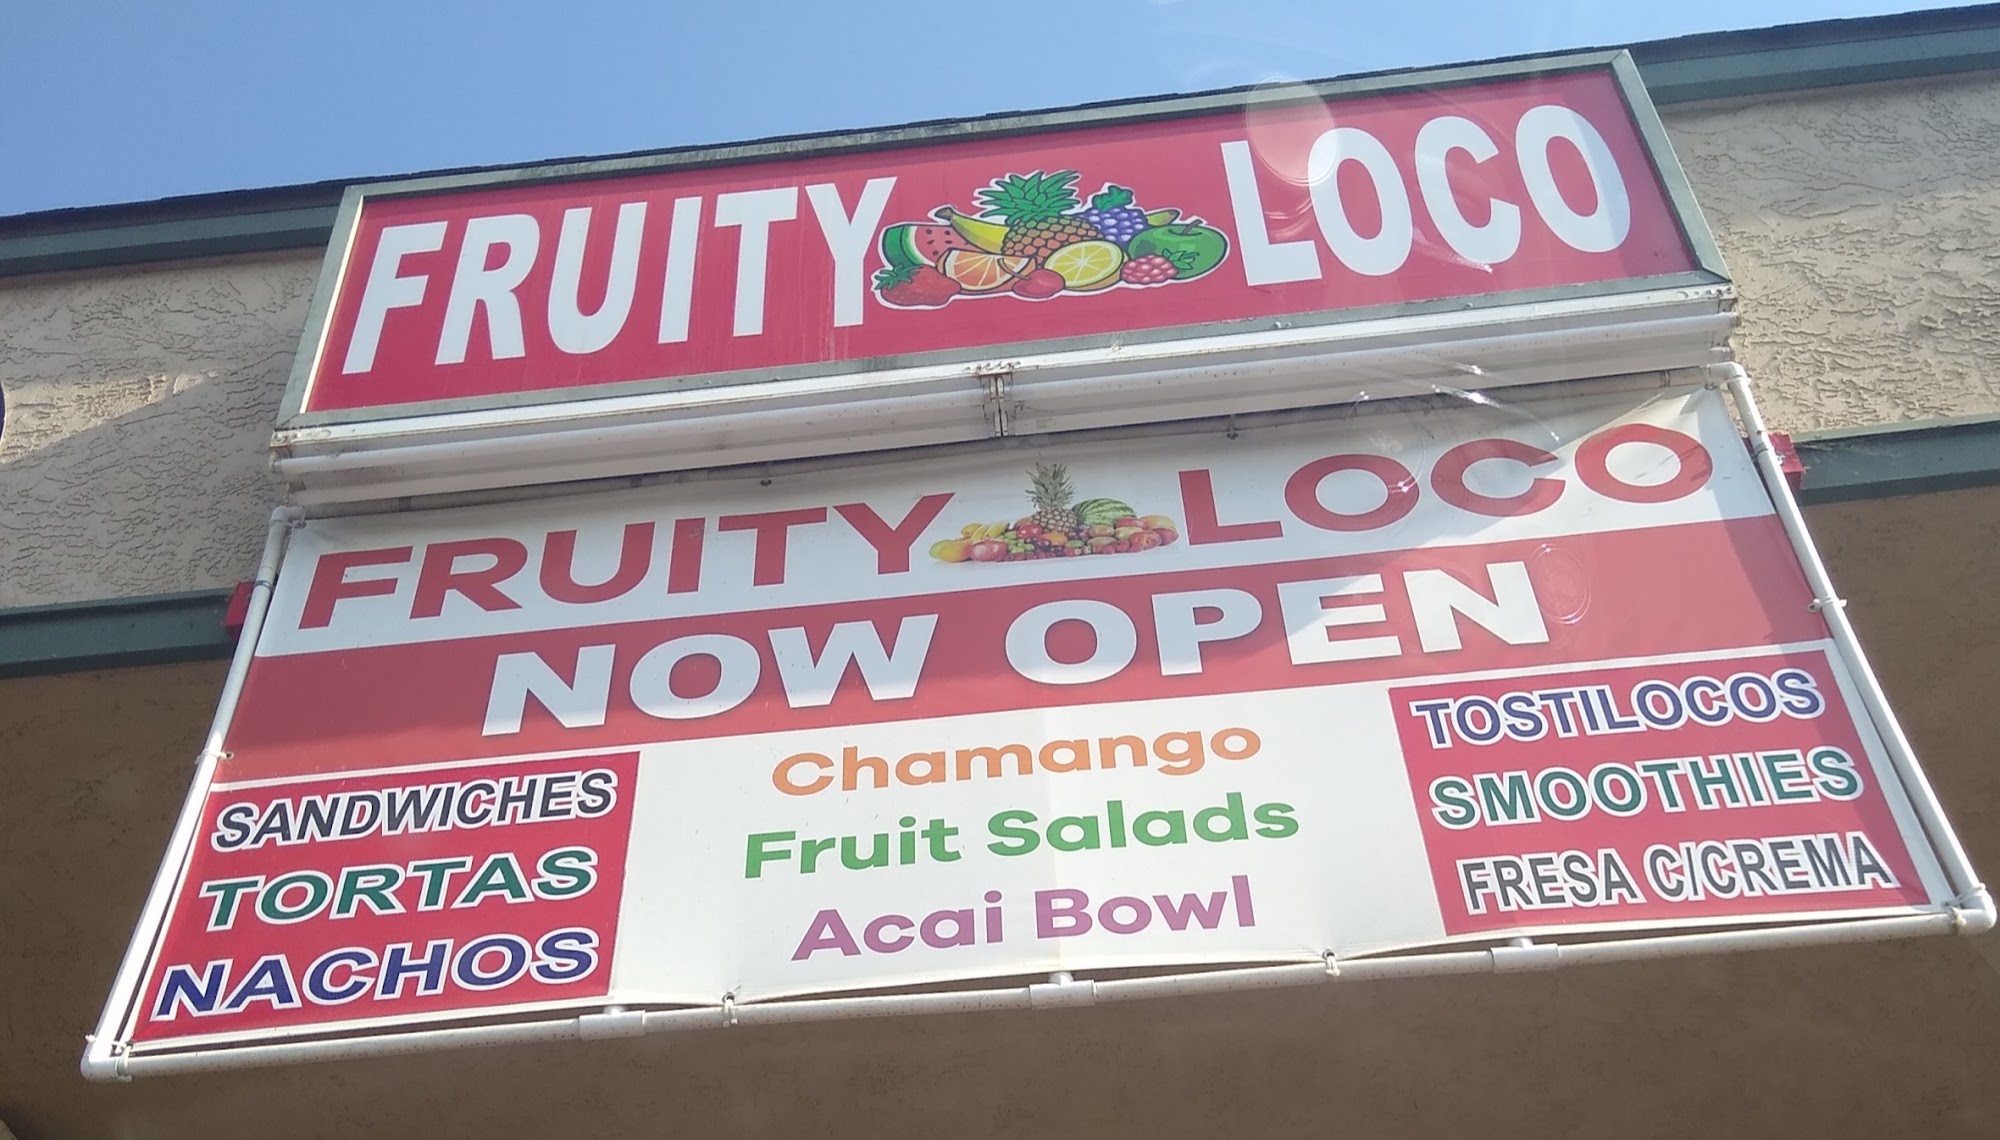 FRUITY LOCO
FRUITY LOCO
NOW OPEN
SANDWICHES
TORTAS
NACHOS
Chamango
Fruit Salads
Acai Bowl
TOSTILOCOS
SMOOTHIES
FRESA C/CREMA